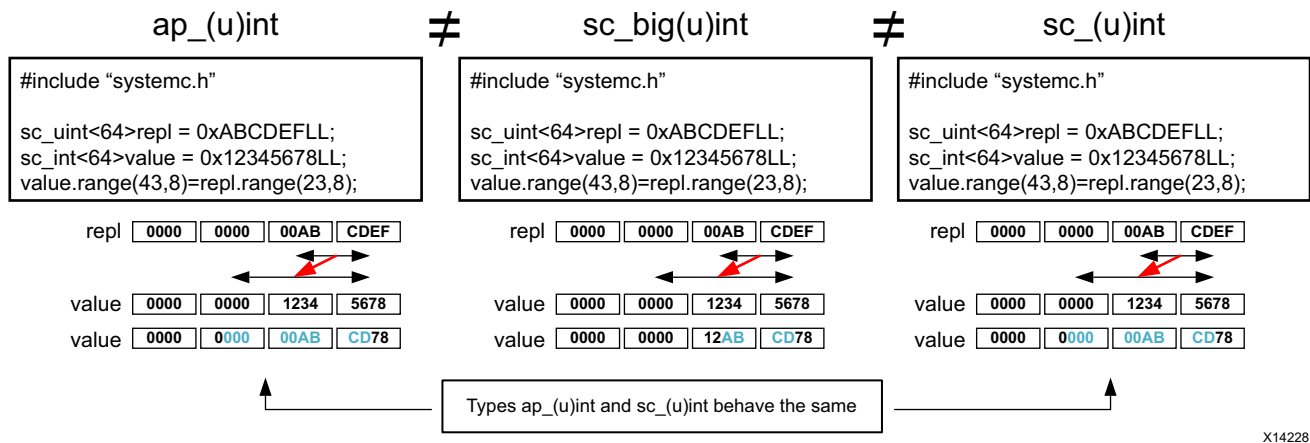 ap_(u)int ≠ sc_big(u)int ≠ sc_(u)int
#include “systemc.h”
sc_uint<64>repl = 0xABCDEFLL;
sc_int<64>value = 0x12345678LL;
value.range(43,8)=repl.range(23,8);
repl 0000 0000 00AB CDEF
value 0000 0000 1234 5678
value 0000 0000 00AB CD78
#include “systemc.h”
sc_uint<64>repl = 0xABCDEFLL;
sc_int<64>value = 0x12345678LL;
value.range(43,8)=repl.range(23,8);
repl 0000 0000 00AB CDEF
value 0000 0000 1234 5678
value 0000 0000 12AB CD78
#include “systemc.h”
sc_uint<64>repl = 0xABCDEFLL;
sc_int<64>value = 0x12345678LL;
value.range(43,8)=repl.range(23,8);
repl 0000 0000 00AB CDEF
value 0000 0000 1234 5678
value 0000 0000 00AB CD78
Types ap_(u)int and sc_(u)int behave the same
X14228